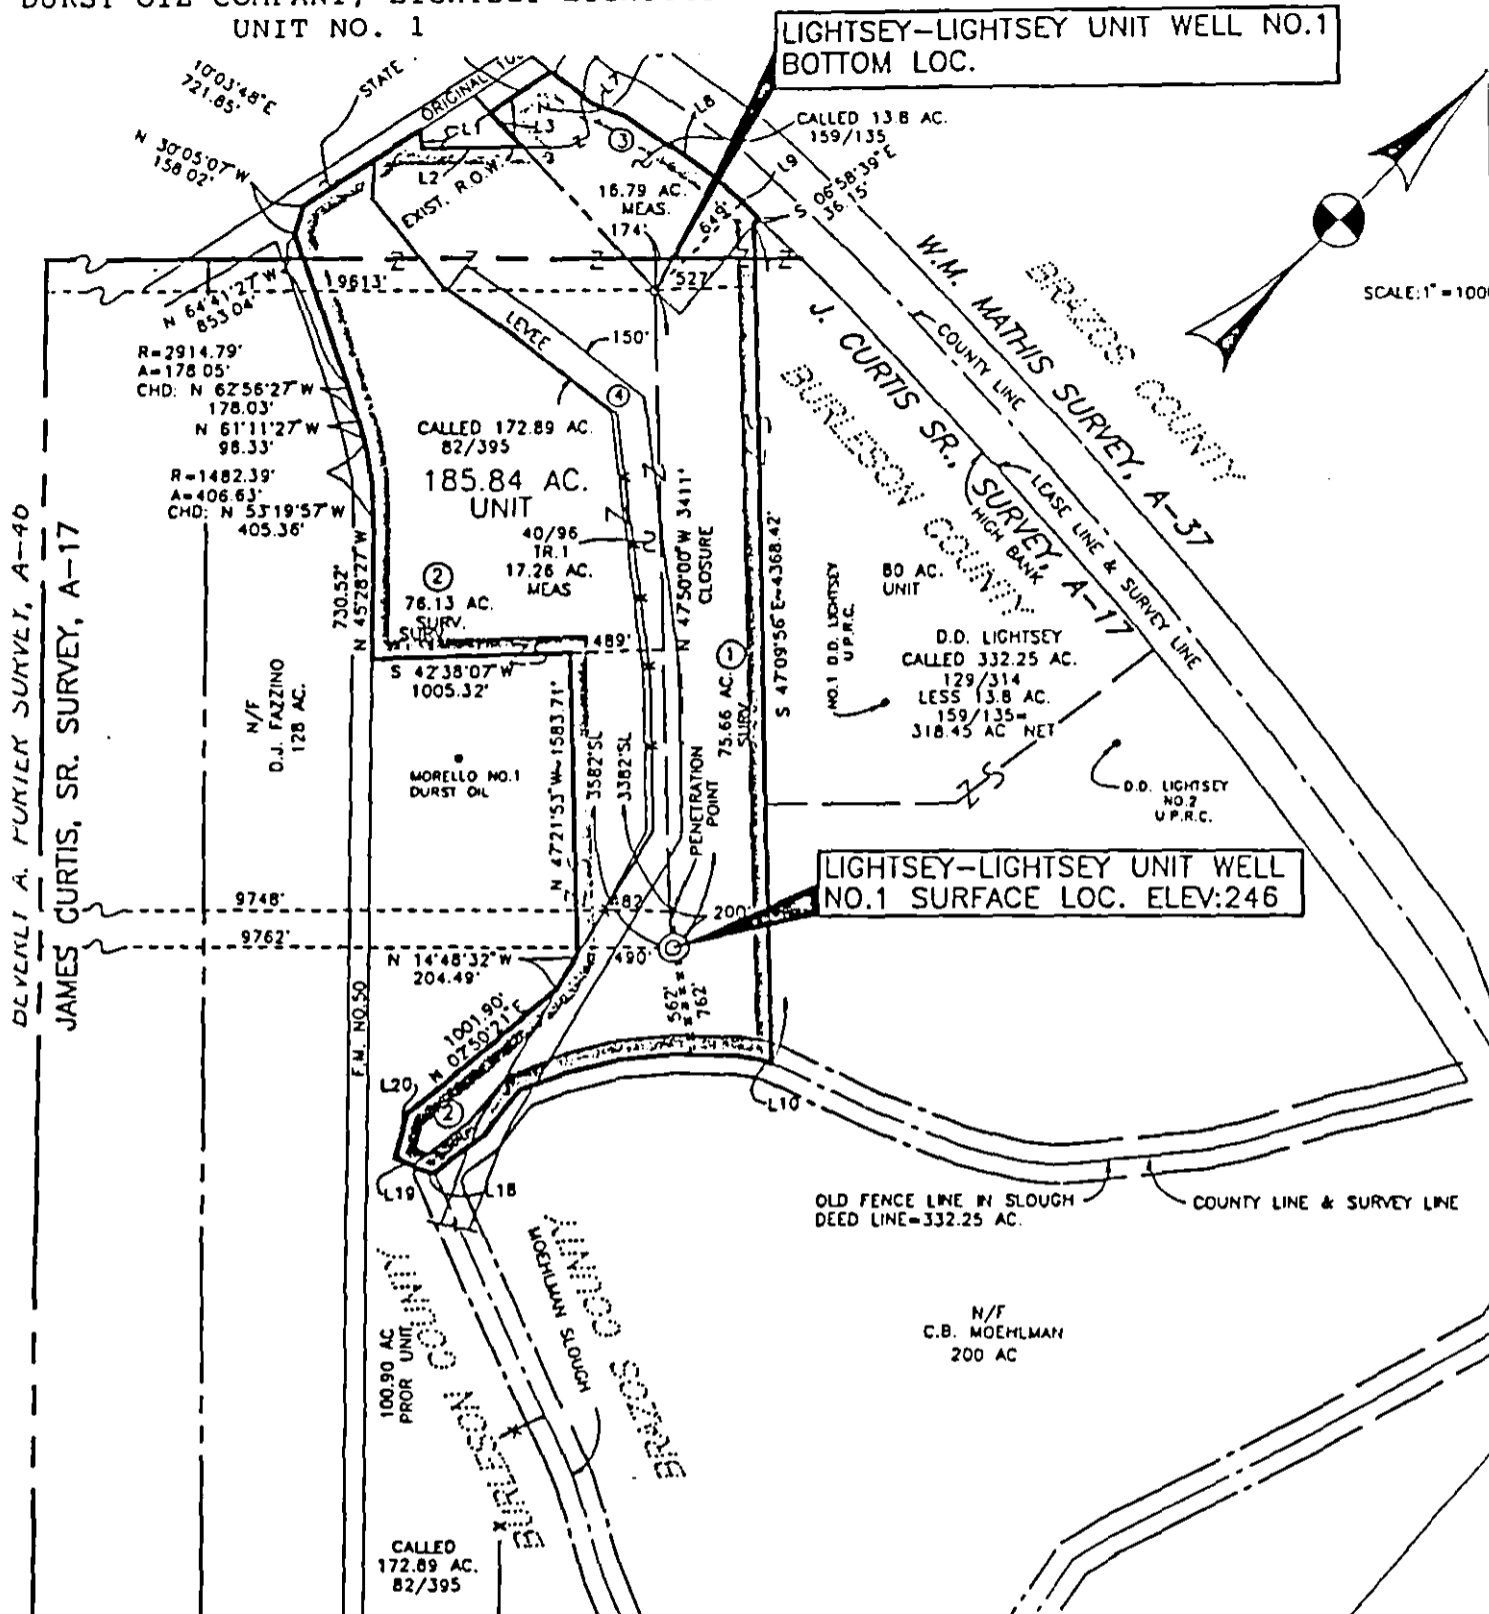 UNIT NO. 1
LIGHTSEY-LIGHTSEY UNIT WELL NO.1
BOTTOM LOC.
10°03'48"E
721.85'
STATE
ORIGINAL
N 30°05'07" W
158.02'
L1
L3
L7
L8
L2
3
CALLED 13.8 AC.
159/135
L9
EXIST. R.O.W.
16.79 AC.
MEAS.
174'
649'
S 06°58'39" E
36.15'
9613'
527'
N 64°41'27" W
853.04'
LEVEE
150'
4
R=2914.79'
A=178.05'
CHD: N 62°56'27" W
178.03'
N 61°11'27" W
98.33'
R=1482.39'
A=406.63'
CHD: N 53°19'57" W
405.36'
CALLED 172.89 AC.
82/395
185.84 AC.
UNIT
40/96
TR.1
17.26 AC.
MEAS
2
76.13 AC.
SURV.
SURV.
730.52'
N 45°28'27" W
489'
S 42°38'07" W
1005.32'
N 47°50'00" W 3411'
CLOSURE
S 47°09'56" E-4368.42'
1
75.66 AC.
SURV.
W.M. MATHIS SURVEY, A-37
BRAZOS COUNTY
SCALE: 1"=100
COUNTY LINE
J. CURTIS SR., SURVEY, A-17
BURLESON COUNTY
HIGH BANK
LEASE LINE & SURVEY LINE
NO.1 D.D. LIGHTSEY
U.P.R.C.
80 AC.
UNIT
D.D. LIGHTSEY
CALLED 332.25 AC.
129/314
LESS 13.8 AC.
159/135=
318.45 AC NET
D.D. LIGHTSEY
NO.2
U.P.R.C.
SURVEY, A-46
JAMES CURTIS, SR. SURVEY, A-17
N/F
D.J. FAZZINO
128 AC.
MORELLO NO.1
DURST OIL
N 47°21'53" W-1583.71'
3582'SL
3382'SL
PENETRATION
POINT
LIGHTSEY-LIGHTSEY UNIT WELL
NO.1 SURFACE LOC. ELEV:246
9748'
482
200'
9762'
490'
N 14°48'32" W
204.49'
562'
762'
F.M. NO.50
1001.90'
N 07°50'21" E
L20
2
L10
L19
L18
OLD FENCE LINE IN SLOUGH
DEED LINE=332.25 AC.
COUNTY LINE & SURVEY LINE
MOEHLMAN SLOUGH
BRAZOS COUNTY
BURLESON COUNTY
100.90 AC
PRIOR UNIT
N/F
C.B. MOEHLMAN
200 AC
CALLED
172.89 AC.
82/395